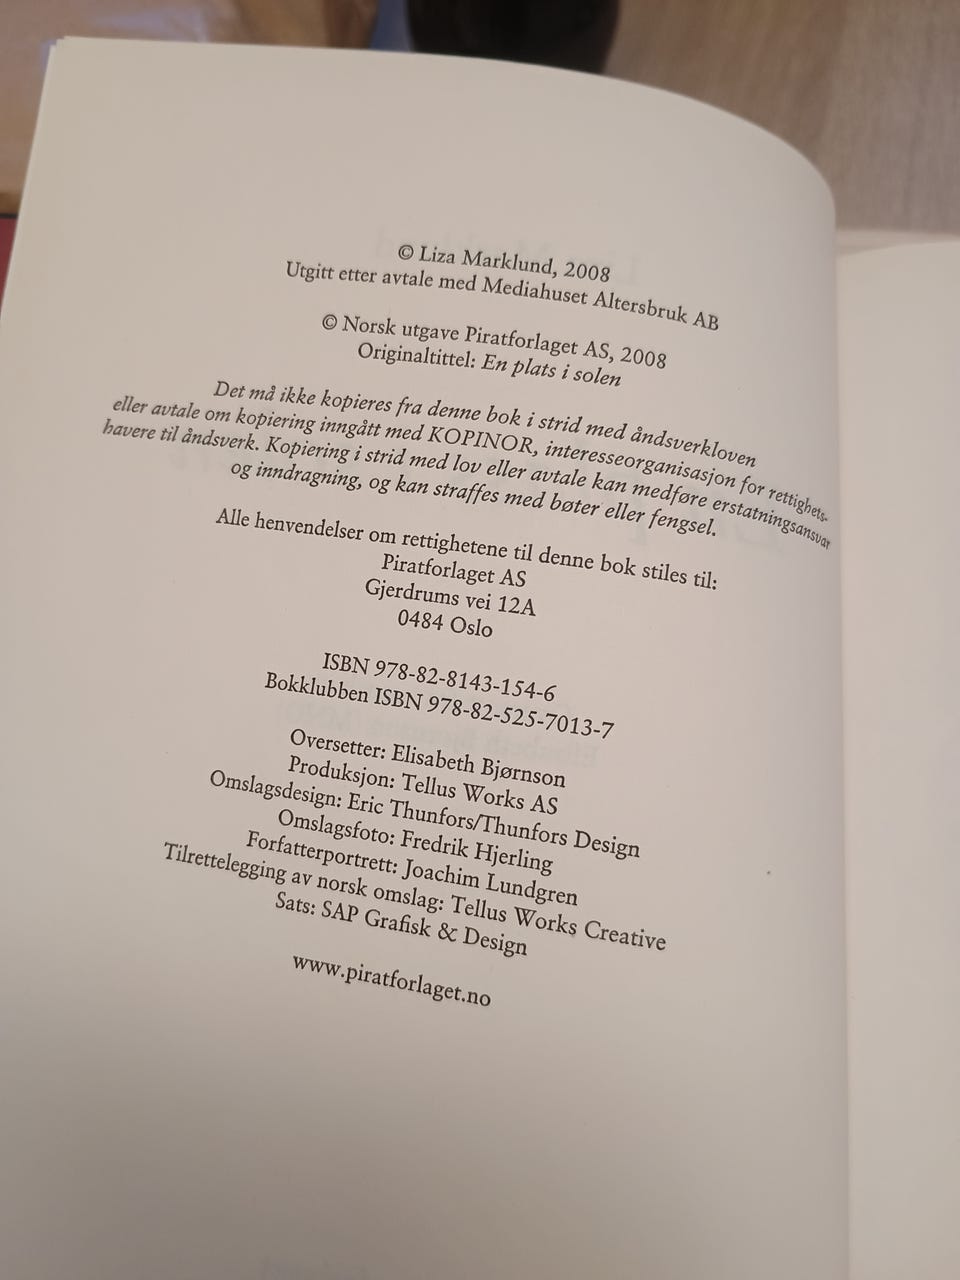 © Liza Marklund, 2008
Utgitt etter avtale med Mediahuset Altersbruk AB
© Norsk utgave Piratforlaget AS, 2008
Originaltittel: En plats i solen
Det må ikke kopieres fra denne bok i strid med åndsverkloven
eller avtale om kopiering inngått med KOPINOR, interesseorganisasjon for rettighets-
havere til åndsverk. Kopiering i strid med lov eller avtale kan medføre erstatningsansvar
og inndragning, og kan straffes med bøter eller fengsel.
Alle henvendelser om rettighetene til denne bok stiles til:
Piratforlaget AS
Gjerdrums vei 12A
0484 Oslo
ISBN 978-82-8143-154-6
Bokklubben ISBN 978-82-525-7013-7
Oversetter: Elisabeth Bjørnson
Produksjon: Tellus Works AS
Omslagsdesign: Eric Thunfors/Thunfors Design
Omslagsfoto: Fredrik Hjerling
Forfatterportrett: Joachim Lundgren
Tilrettelegging av norsk omslag: Tellus Works Creative
Sats: SAP Grafisk & Design
www.piratforlaget.no